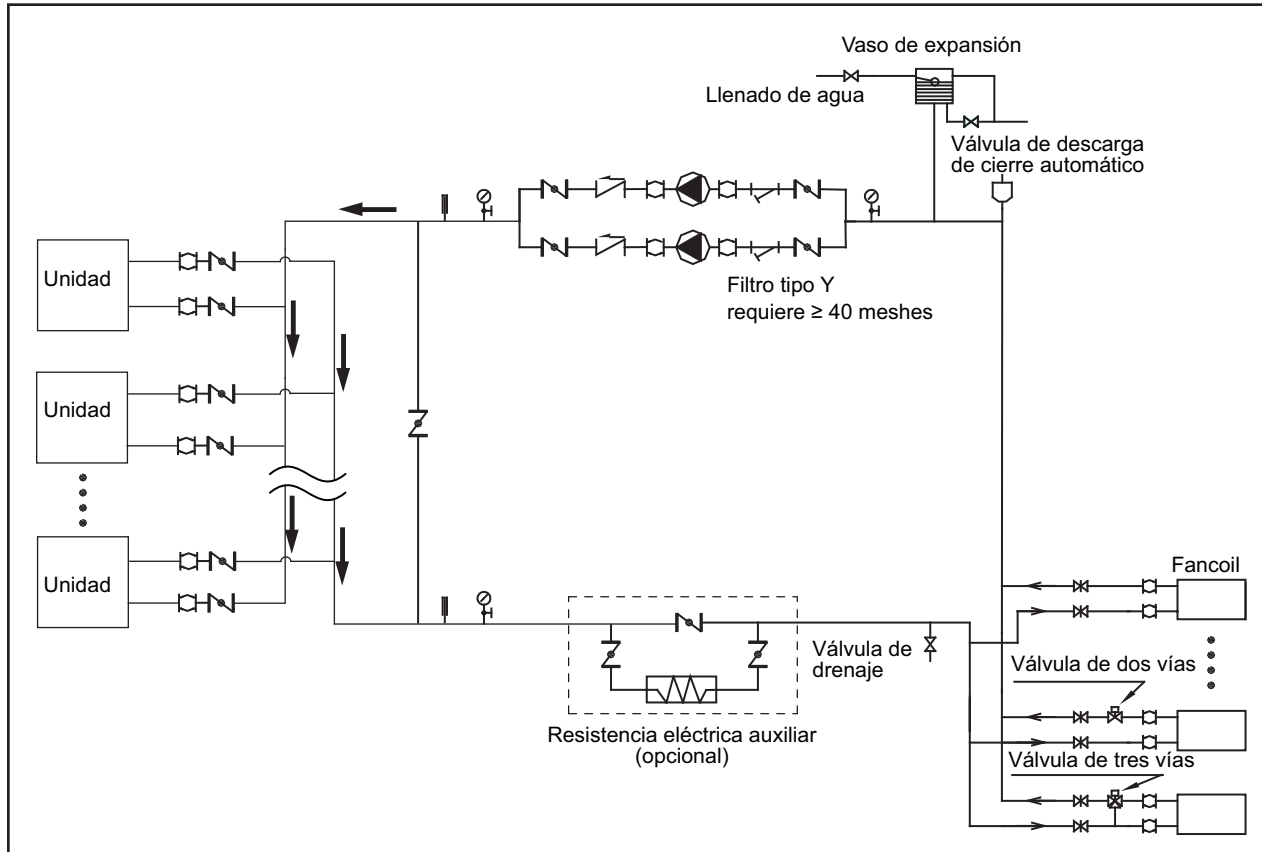 Vaso de expansión
Llenado de agua
Válvula de descarga
de cierre automático
Unidad
Filtro tipo Y
requiere ≥ 40 meshes
Unidad
Unidad
Fancoil
Válvula de
drenaje
Válvula de dos vías
Resistencia eléctrica auxiliar
(opcional)
Válvula de tres vías